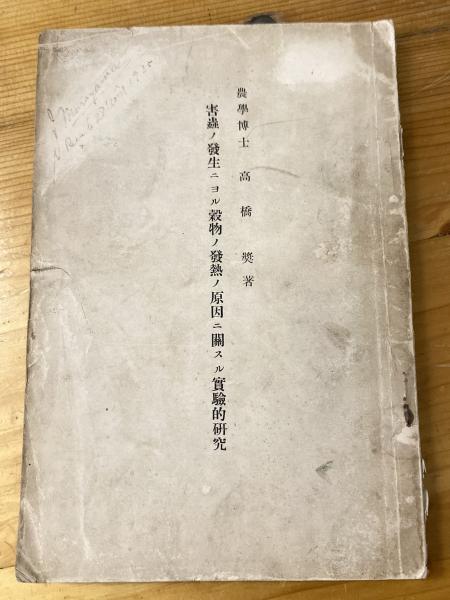 農學博士 高橋奬著
害蟲ノ發生ニヨル穀物ノ發熱ノ原因ニ關スル實驗的硏究